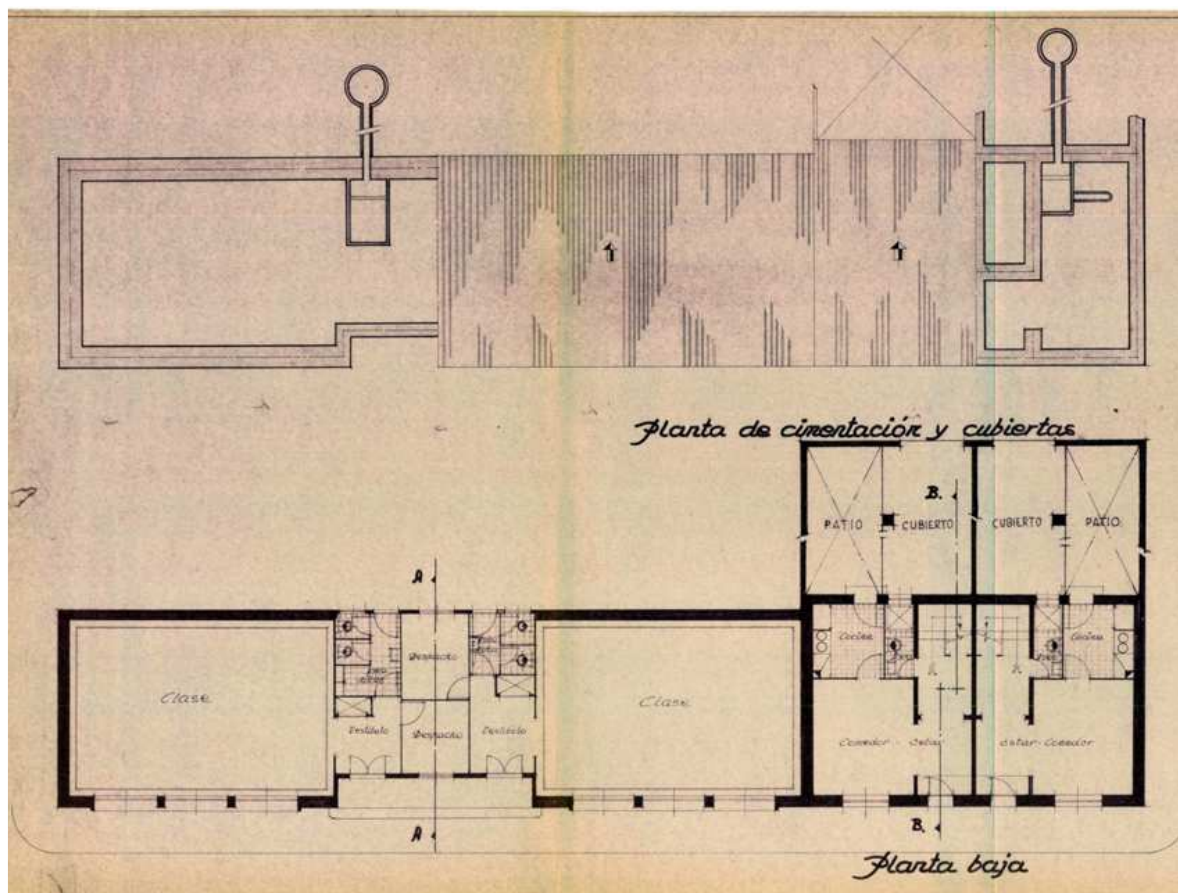 Planta de cimentación y cubiertas
B.
PATIO
CUBIERTO
CUBIERTO
PATIO
A
Cocina
Cocina
Despacho
Clase
Clase
Vestíbulo
Despacho
Vestíbulo
Comedor - Estar
Estar - Comedor
A
B.
Planta baja